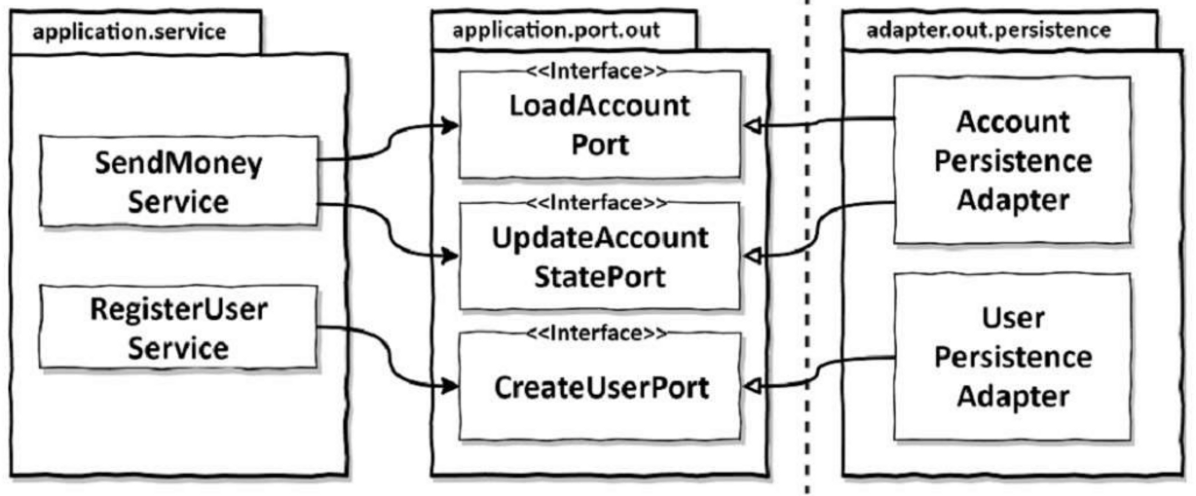 application.service
SendMoney
Service
RegisterUser
Service
application.port.out
<<Interface>>
LoadAccount
Port
<<Interface>>
UpdateAccount
StatePort
<<Interface>>
CreateUserPort
adapter.out.persistence
Account
Persistence
Adapter
User
Persistence
Adapter